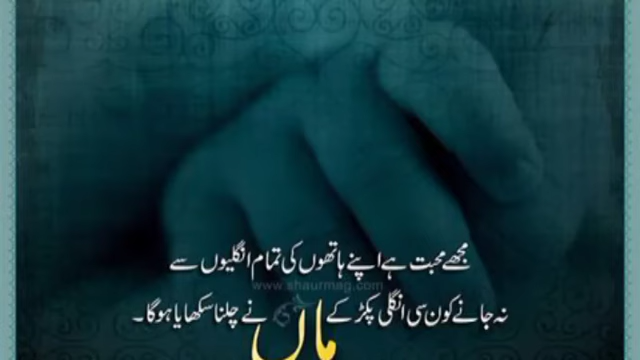 مجھے محبت ہے اپنے ہاتھوں کی تمام انگلیوں سے
www.shaurmag.com
نہ جانے کون سی انگلی پکڑ کے ماں نے چلنا سکھایا ہوگا۔